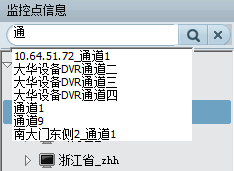 监控点信息
通
10.64.51.72_通道1
大华设备DVR通道二
大华设备DVR通道三
大华设备DVR通道四
通道1
通道9
南大门东侧2_通道1
浙江省_zhh